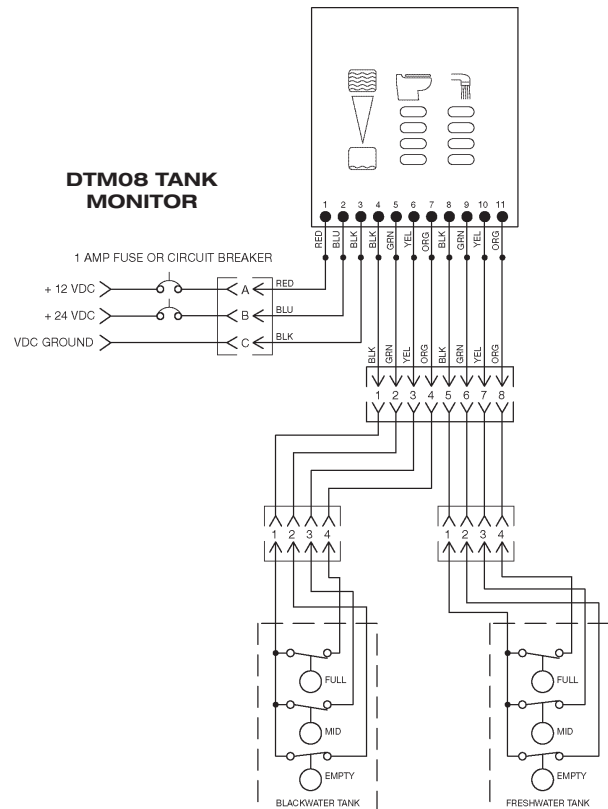 DTM08 TANK
MONITOR
1 2 3 4 5 6 7 8 9 10 11
RED BLU BLK BLK GRN YEL ORG BLK GRN YEL ORG
1 AMP FUSE OR CIRCUIT BREAKER
+ 12 VDC A RED
+ 24 VDC B BLU
VDC GROUND C BLK
BLK GRN YEL ORG BLK GRN YEL ORG
1 2 3 4 5 6 7 8
1 2 3 4 1 2 3 4
FULL FULL
MID MID
EMPTY EMPTY
BLACKWATER TANK FRESHWATER TANK